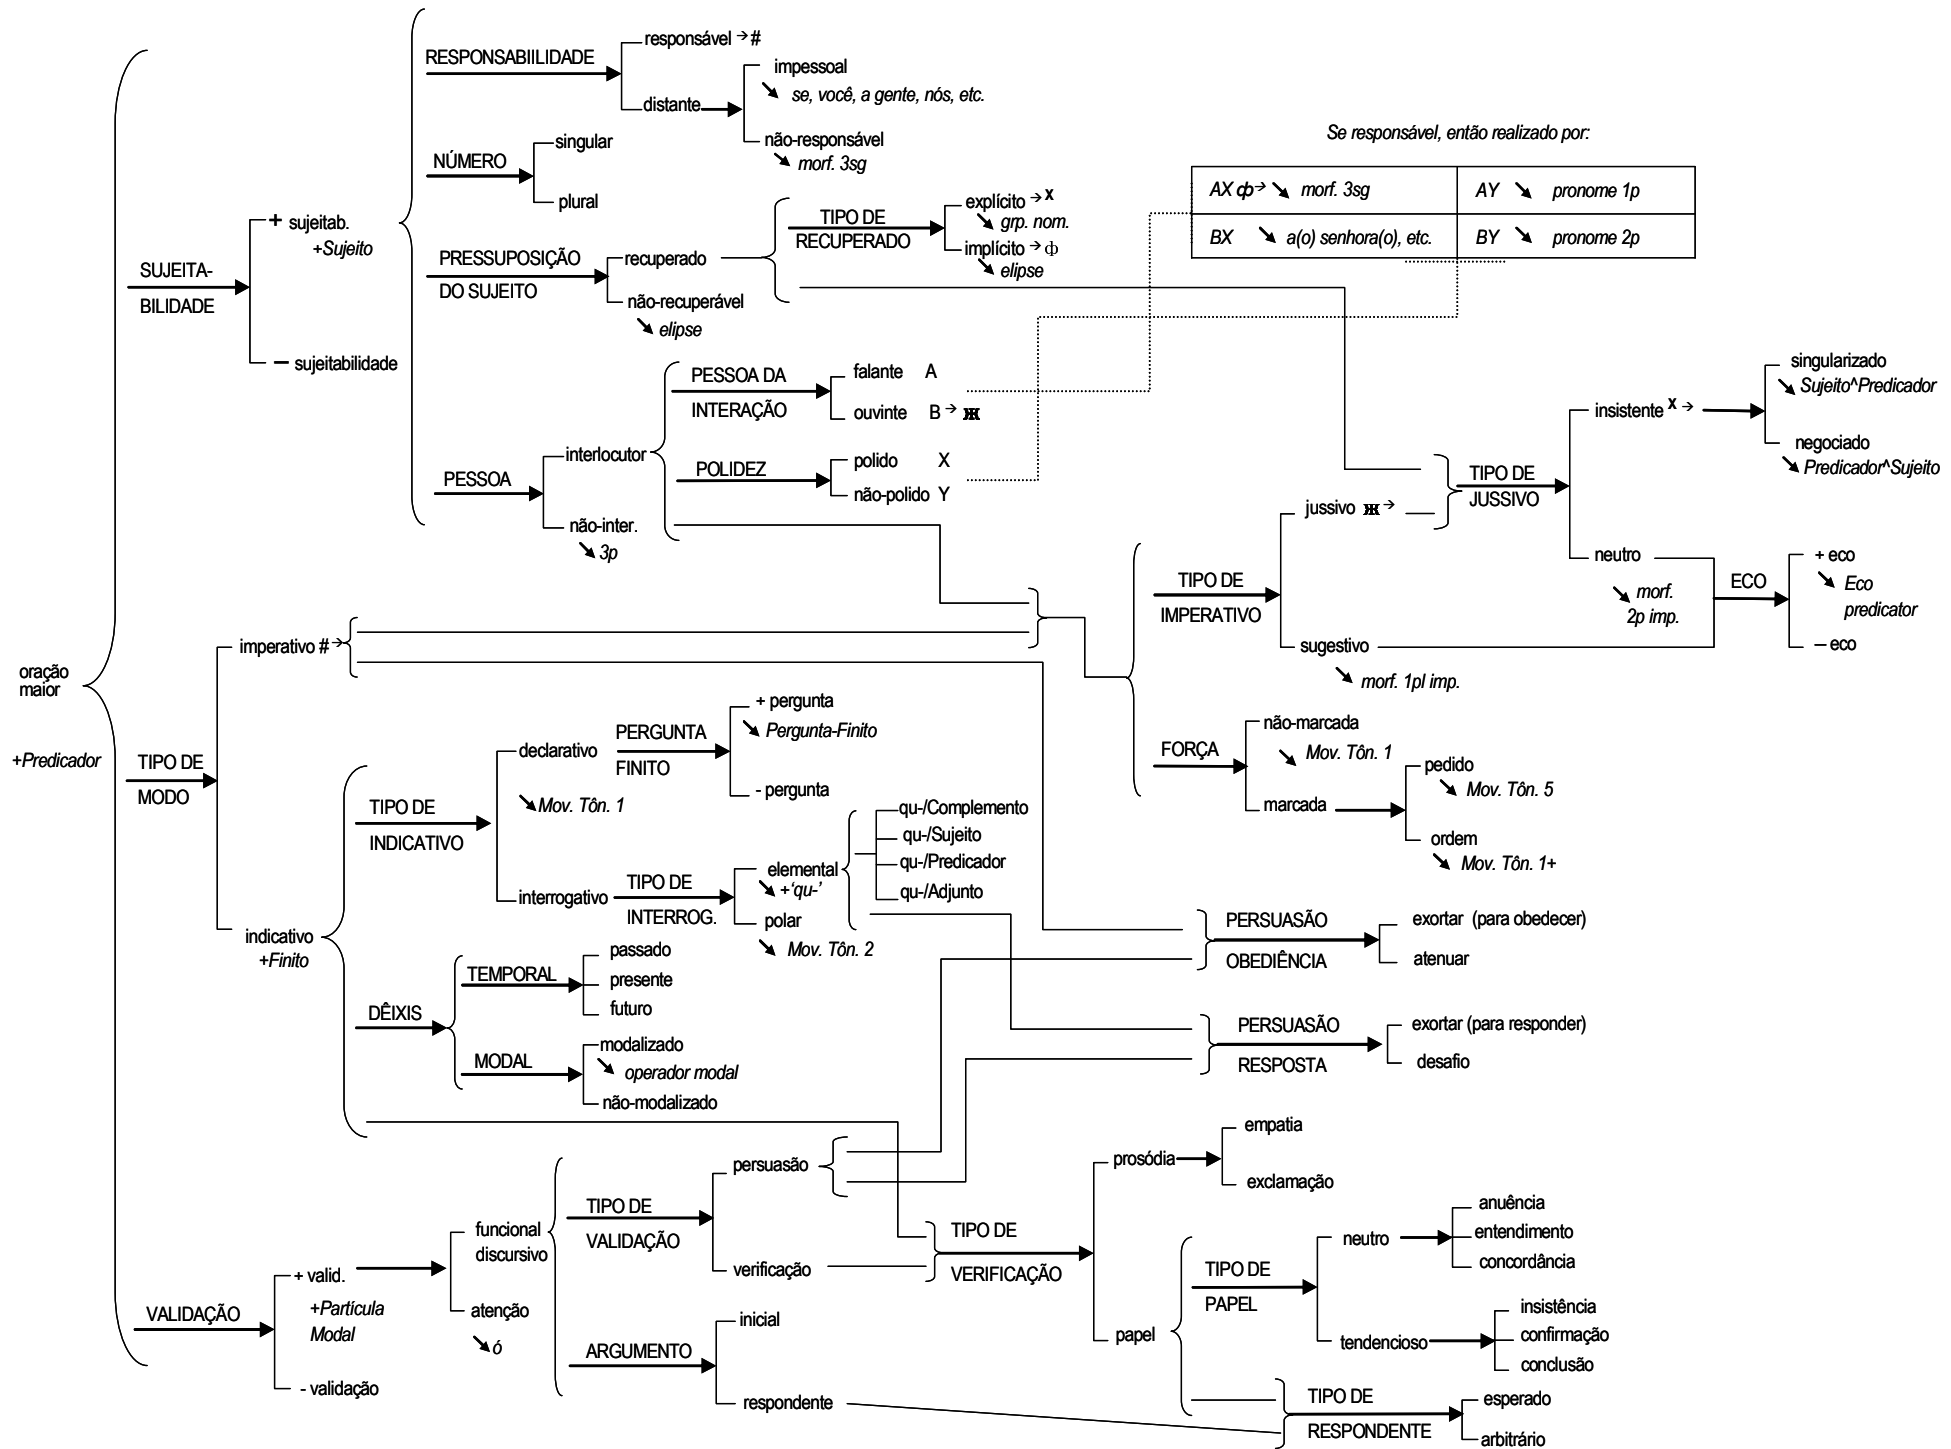 RESPONSABIILIDADE
responsável → #
distante
impessoal
↘ se, você, a gente, nós, etc.
não-responsável
↘ morf. 3sg
NÚMERO
singular
plural
+ sujeitab.
+Sujeito
SUJEITA-
BILIDADE
− sujeitabilidade
PRESSUPOSIÇÃO
DO SUJEITO
recuperado
não-recuperável
↘ elipse
TIPO DE
RECUPERADO
explícito → x
↘ grp. nom.
implícito → ф
↘ elipse
Se responsável, então realizado por:
AX ф→ ↘ morf. 3sg
AY ↘ pronome 1p
BX ↘ a(o) senhora(o), etc.
BY ↘ pronome 2p
PESSOA
interlocutor
não-inter.
↘ 3p
PESSOA DA
INTERAÇÃO
falante A
ouvinte B → ж
POLIDEZ
polido X
não-polido Y
oração
maior
+Predicador
TIPO DE
MODO
imperativo # →
indicativo
+Finito
TIPO DE
IMPERATIVO
jussivo ж →
sugestivo
↘ morf. 1pl imp.
TIPO DE
JUSSIVO
insistente x →
singularizado
↘ Sujeito^Predicador
negociado
↘ Predicador^Sujeito
neutro
↘ morf.
2p imp.
ECO
+ eco
↘ Eco
predicator
− eco
FORÇA
não-marcada
↘ Mov. Tôn. 1
marcada
pedido
↘ Mov. Tôn. 5
ordem
↘ Mov. Tôn. 1+
TIPO DE
INDICATIVO
declarativo
↘ Mov. Tôn. 1
PERGUNTA
FINITO
+ pergunta
↘ Pergunta-Finito
- pergunta
interrogativo
TIPO DE
INTERROG.
elemental
↘ +‘qu-’
polar
↘ Mov. Tôn. 2
qu-/Complemento
qu-/Sujeito
qu-/Predicador
qu-/Adjunto
DÊIXIS
TEMPORAL
passado
presente
futuro
MODAL
modalizado
↘ operador modal
não-modalizado
PERSUASÃO
OBEDIÊNCIA
exortar (para obedecer)
atenuar
PERSUASÃO
RESPOSTA
exortar (para responder)
desafio
VALIDAÇÃO
+ valid.
+Partícula
Modal
- validação
funcional
discursivo
atenção
↘ ó
TIPO DE
VALIDAÇÃO
persuasão
verificação
ARGUMENTO
inicial
respondente
TIPO DE
VERIFICAÇÃO
prosódia
empatia
exclamação
papel
TIPO DE
PAPEL
neutro
anuência
entendimento
concordância
tendencioso
insistência
confirmação
conclusão
TIPO DE
RESPONDENTE
esperado
arbitrário